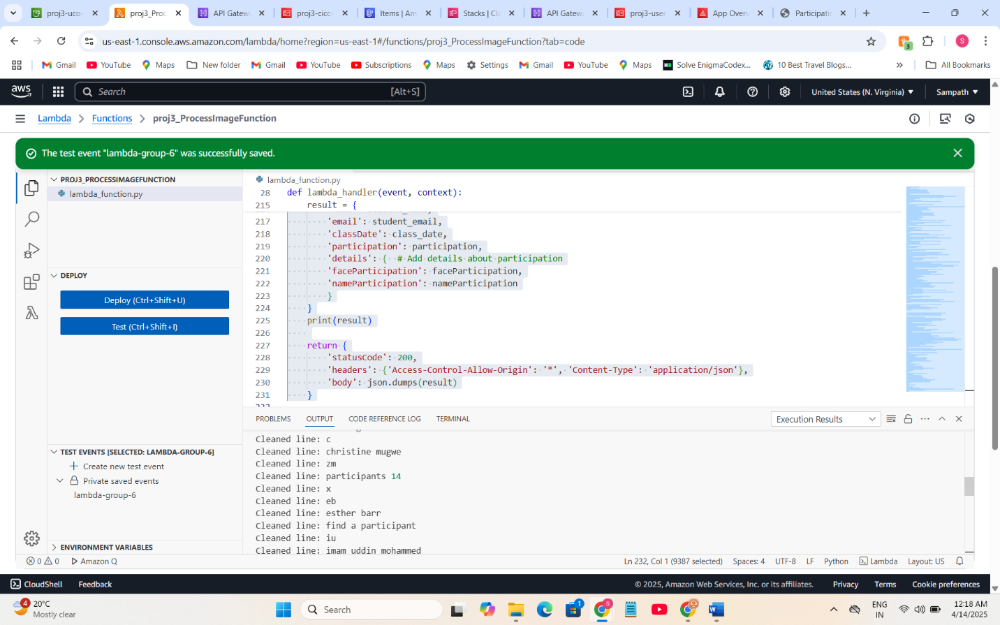 proj3-uco-
proj3_Proc
API Gatew
proj3-cicc-
Items | Am
Stacks | Cl
API Gatew
proj3-user
App Over
Participati
us-east-1.console.aws.amazon.com/lambda/home?region=us-east-1#/functions/proj3_ProcessImageFunction?tab=code
3
S
Gmail
YouTube
Maps
New folder
Gmail
YouTube
Subscriptions
Maps
Settings
Gmail
YouTube
Maps
Solve EnigmaCodex...
10 Best Travel Blogs...
All Bookmarks
aws
Search
[Alt+S]
United States (N. Virginia)
Sampath
Lambda
Functions
proj3_ProcessImageFunction
The test event "lambda-group-6" was successfully saved.
PROJ3_PROCESSIMAGEFUNCTION
lambda_function.py
DEPLOY
Deploy (Ctrl+Shift+U)
Test (Ctrl+Shift+I)
TEST EVENTS [SELECTED: LAMBDA-GROUP-6]
Create new test event
Private saved events
lambda-group-6
ENVIRONMENT VARIABLES
lambda_function.py
28 def lambda_handler(event, context):
215 result = {
217 'email': student_email,
218 'classDate': class_date,
219 'participation': participation,
220 'details': { # Add details about participation
221 'faceParticipation': faceParticipation,
222 'nameParticipation': nameParticipation
223 }
224 }
225 print(result)
226
227 return {
228 'statusCode': 200,
229 'headers': {'Access-Control-Allow-Origin': '*', 'Content-Type': 'application/json'},
230 'body': json.dumps(result)
231 }
PROBLEMS
OUTPUT
CODE REFERENCE LOG
TERMINAL
Execution Results
Cleaned line: c
Cleaned line: christine mugwe
Cleaned line: zm
Cleaned line: participants 14
Cleaned line: x
Cleaned line: eb
Cleaned line: esther barr
Cleaned line: find a participant
Cleaned line: iu
Cleaned line: imam uddin mohammed
0 0
Amazon Q
Ln 232, Col 1 (9387 selected)
Spaces: 4
UTF-8
LF
Python
Lambda
Layout: US
CloudShell
Feedback
© 2025, Amazon Web Services, Inc. or its affiliates.
Privacy
Terms
Cookie preferences
4
20°C
Mostly clear
Search
1
S
ENG
IN
12:18 AM
4/14/2025